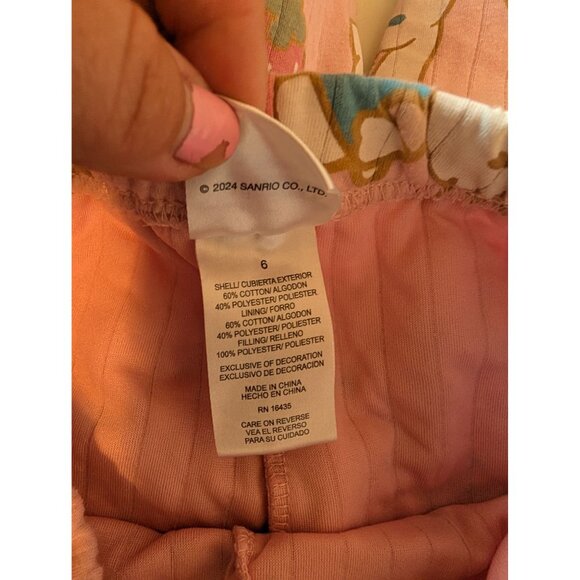 © 2024 SANRIO CO., LTD.
6
SHELL/ CUBIERTA EXTERIOR
60% COTTON/ ALGODON
40% POLYESTER/ POLIESTER
LINING/ FORRO
60% COTTON/ ALGODON
40% POLYESTER/ POLIESTER
FILLING/ RELLENO
100% POLYESTER/ POLIESTER
EXCLUSIVE OF DECORATION
EXCLUSIVO DE DECORACION
MADE IN CHINA
HECHO EN CHINA
RN 16435
CARE ON REVERSE
VEA EL REVERSO
PARA SU CUIDADO